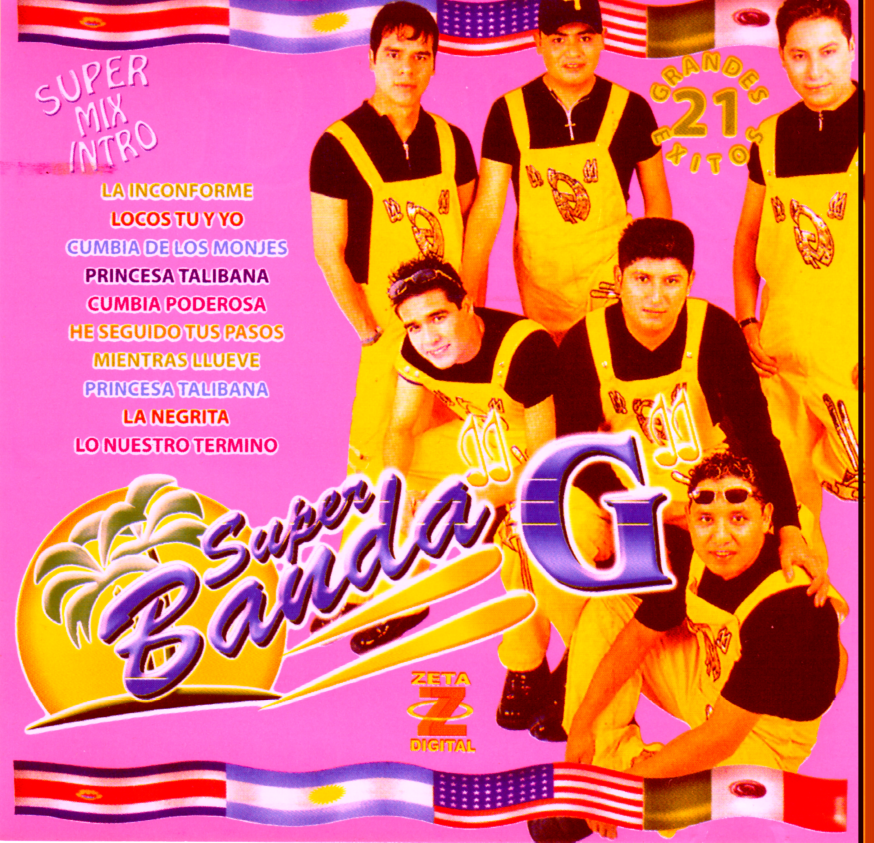 SUPER
MIX
INTRO
GRANDES
21
EXITOS
LA INCONFORME
LOCOS TU Y YO
CUMBIA DE LOS MONJES
PRINCESA TALIBANA
CUMBIA PODEROSA
HE SEGUIDO TUS PASOS
MIENTRAS LLUEVE
PRINCESA TALIBANA
LA NEGRITA
LO NUESTRO TERMINO
Super
Banda G
ZETA
Z
DIGITAL